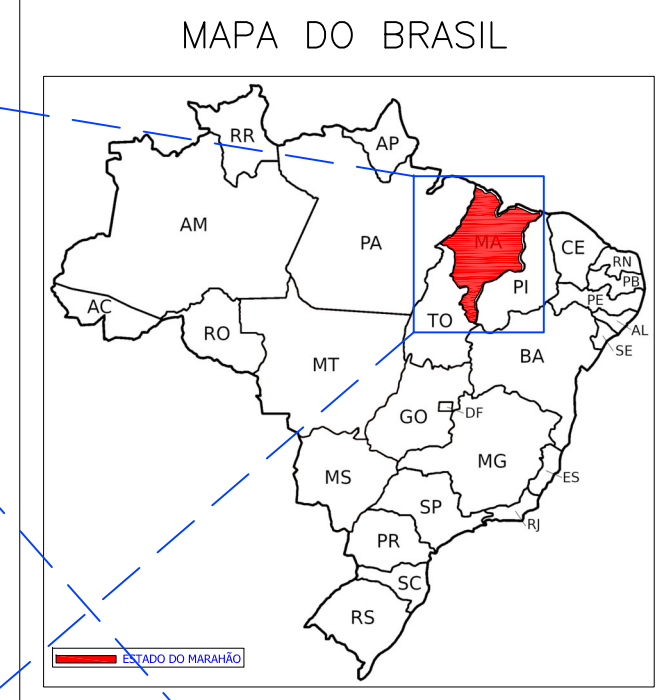 MAPA DO BRASIL
RR
AP
AM
PA
MA
CE
RN
PB
PI
PE
AC
TO
AL
RO
SE
BA
MT
GO
DF
MG
MS
ES
SP
RJ
PR
SC
RS
ESTADO DO MARAHÃO